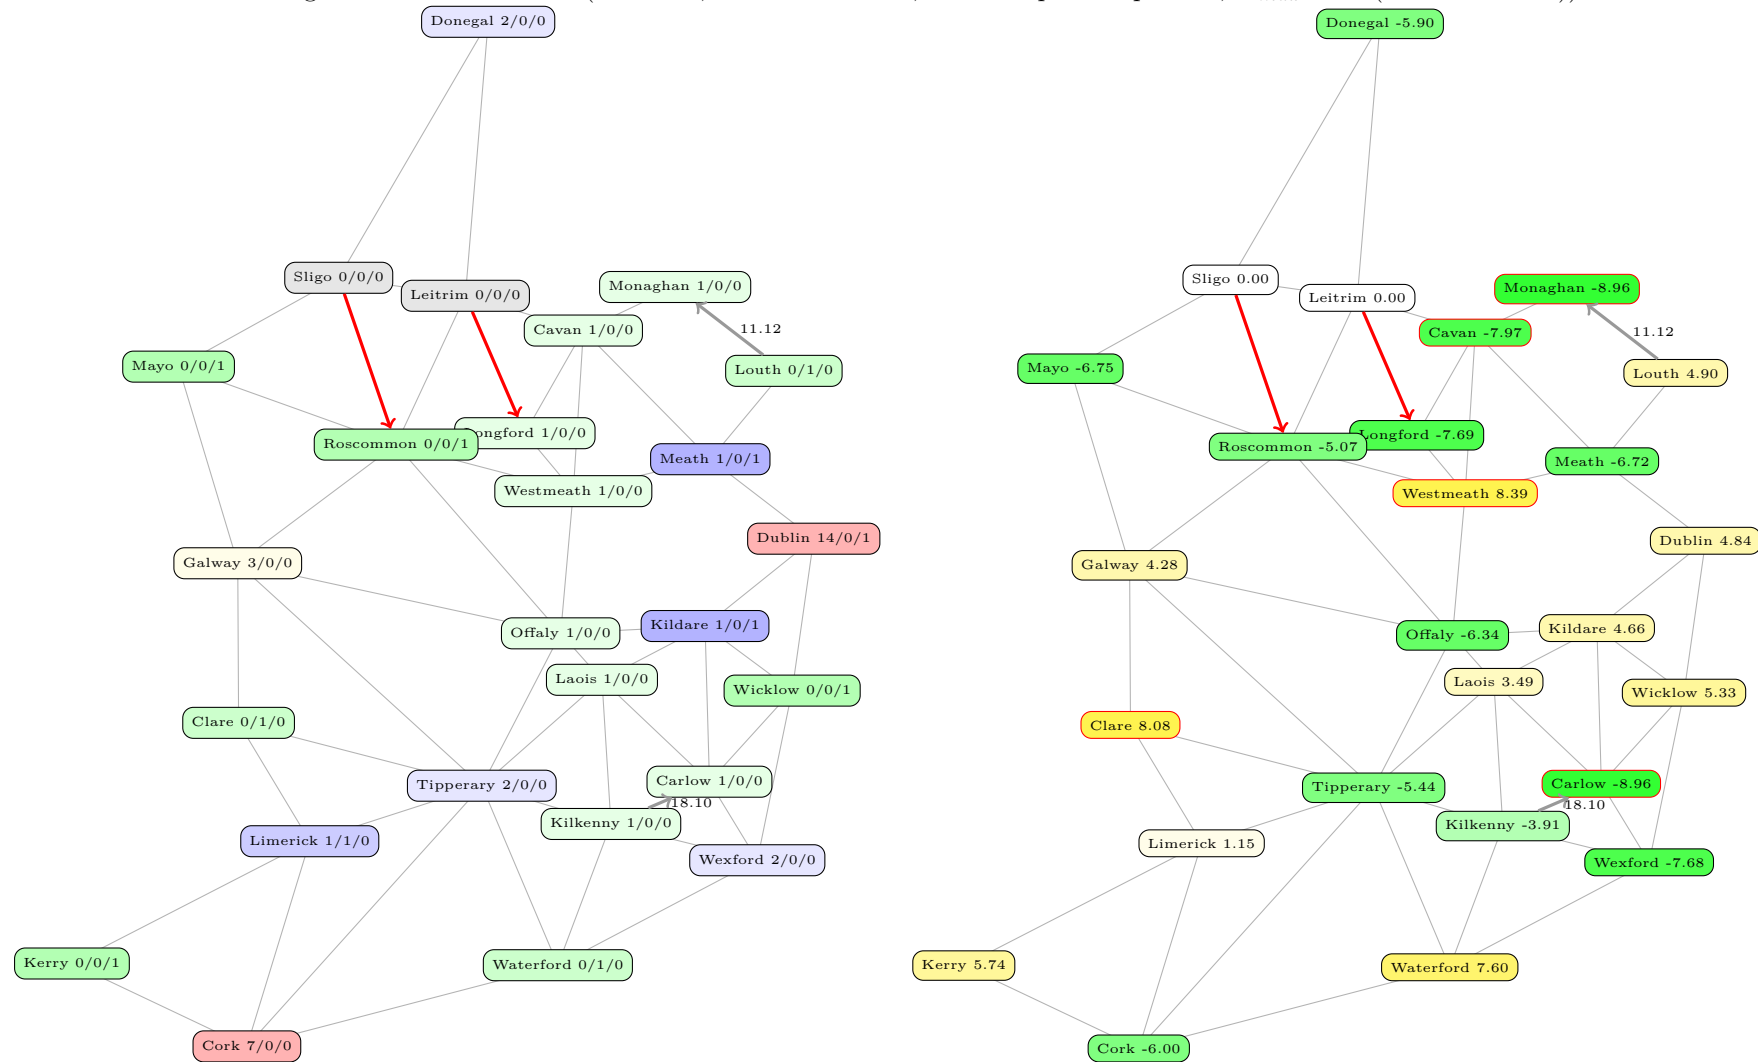 Donegal 2/0/0
Sligo 0/0/0
Leitrim 0/0/0
Monaghan 1/0/0
Cavan 1/0/0
11.12
Mayo 0/0/1
Louth 0/1/0
Longford 1/0/0
Roscommon 0/0/1
Meath 1/0/1
Westmeath 1/0/0
Dublin 14/0/1
Galway 3/0/0
Offaly 1/0/0
Kildare 1/0/1
Laois 1/0/0
Wicklow 0/0/1
Clare 0/1/0
Tipperary 2/0/0
Carlow 1/0/0
18.10
Kilkenny 1/0/0
Limerick 1/1/0
Wexford 2/0/0
Kerry 0/0/1
Waterford 0/1/0
Cork 7/0/0
Donegal -5.90
Sligo 0.00
Leitrim 0.00
Monaghan -8.96
Cavan -7.97
11.12
Mayo -6.75
Louth 4.90
Longford -7.69
Roscommon -5.07
Meath -6.72
Westmeath 8.39
Dublin 4.84
Galway 4.28
Offaly -6.34
Kildare 4.66
Laois 3.49
Wicklow 5.33
Clare 8.08
Tipperary -5.44
Carlow -8.96
18.10
Kilkenny -3.91
Limerick 1.15
Wexford -7.68
Kerry 5.74
Waterford 7.60
Cork -6.00